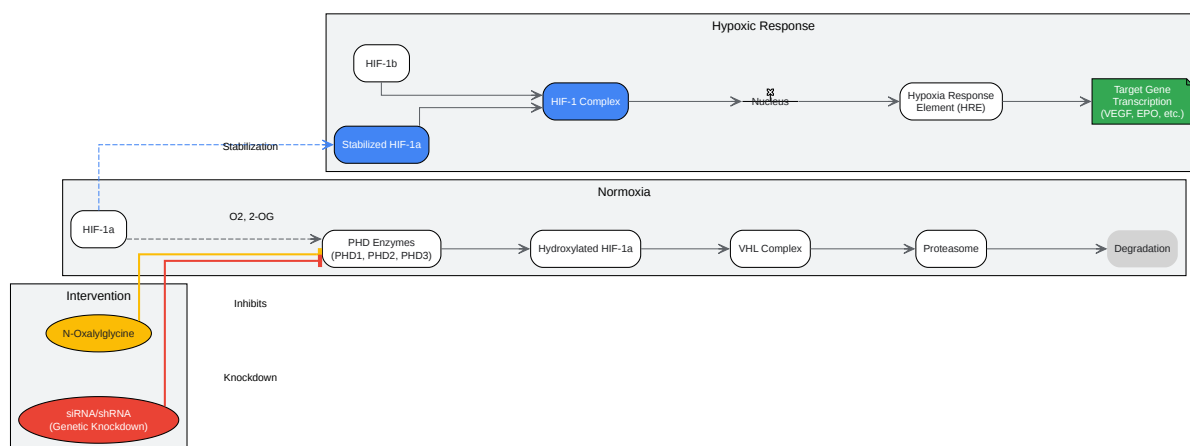 Hypoxic Response
HIF-1b
HIF-1 Complex
Nucleus
Hypoxia Response
Element (HRE)
Target Gene
Transcription
(VEGF, EPO, etc.)
Stabilized HIF-1a
Stabilization
Normoxia
HIF-1a
O2, 2-OG
PHD Enzymes
(PHD1, PHD2, PHD3)
Hydroxylated HIF-1a
VHL Complex
Proteasome
Degradation
Intervention
N-Oxalylglycine
Inhibits
Knockdown
siRNA/shRNA
(Genetic Knockdown)